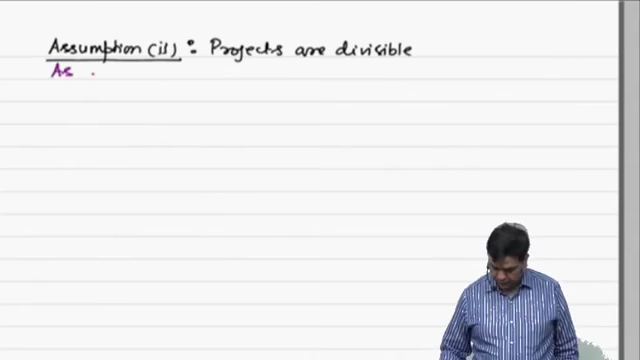 Assumption (ii) : Projects are divisible
As